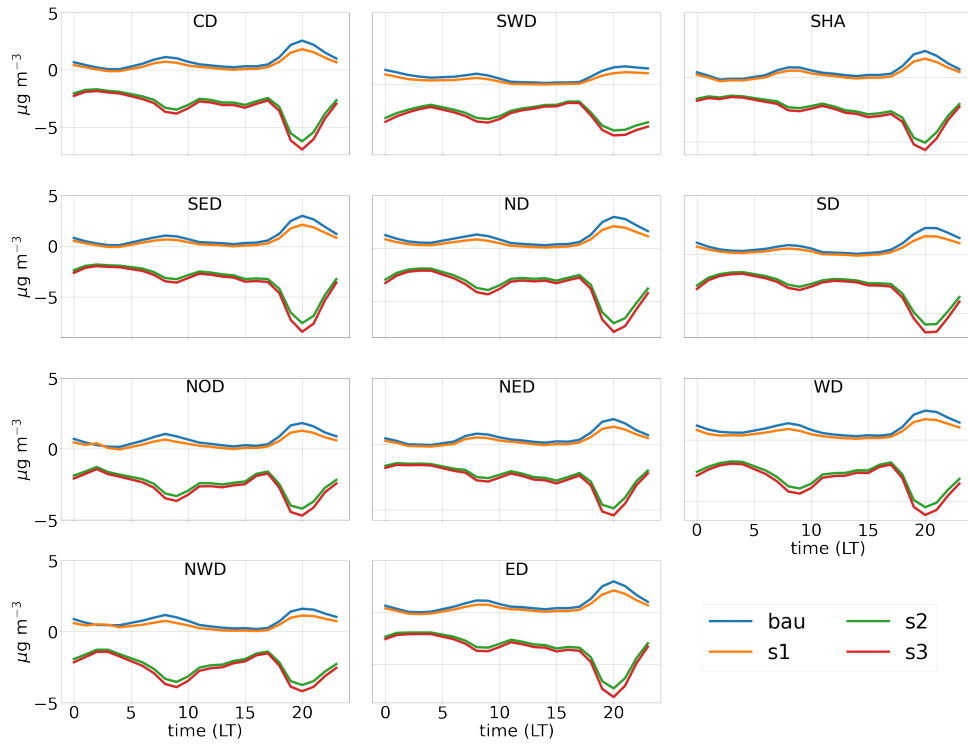 CD
SWD
SHA
5
0
−5
μg m−3
SED
ND
SD
5
0
−5
μg m−3
NOD
NED
WD
5
0
−5
μg m−3
0 5 10 15 20
time (LT)
NWD
ED
5
0
−5
μg m−3
0 5 10 15 20
time (LT)
0 5 10 15 20
time (LT)
bau s2
s1 s3